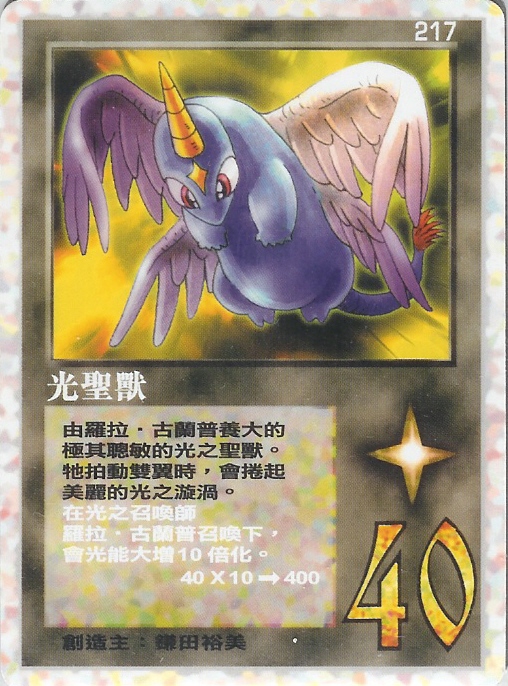 217
光聖獸
由羅拉・古蘭普養大的
極其聰敏的光之聖獸。
牠拍動雙翼時，會捲起
美麗的光之漩渦。
在光之召喚師
羅拉・古蘭普召喚下，
會光能大增10倍化。
40 X 10➡400
40
創造主：鎌田裕美